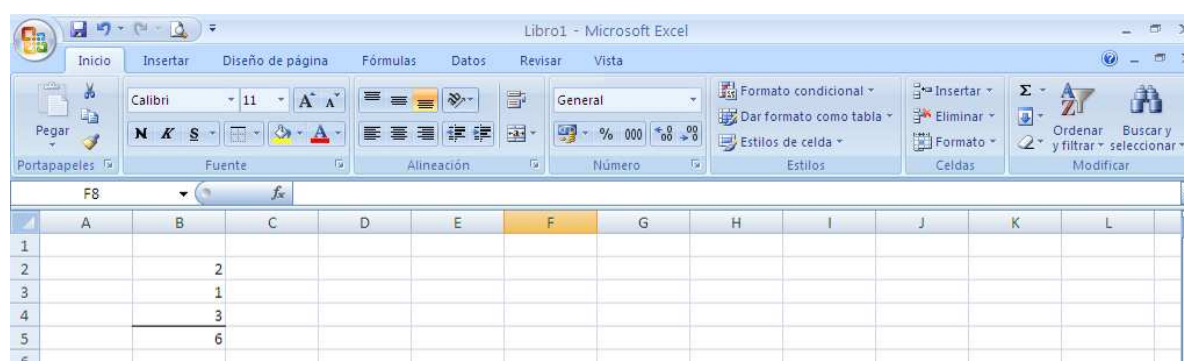 Libro1 - Microsoft Excel
Inicio Insertar Diseño de página Fórmulas Datos Revisar Vista
Calibri 11 A A General Formato condicional Insertar Σ
Pegar N K S A % 000 Dar formato como tabla Eliminar Ordenar y filtrar Buscar y seleccionar
Estilos de celda Formato
Portapapeles Fuente Alineación Número Estilos Celdas Modificar
F8 fx
A B C D E F G H I J K L
1
2 2
3 1
4 3
5 6